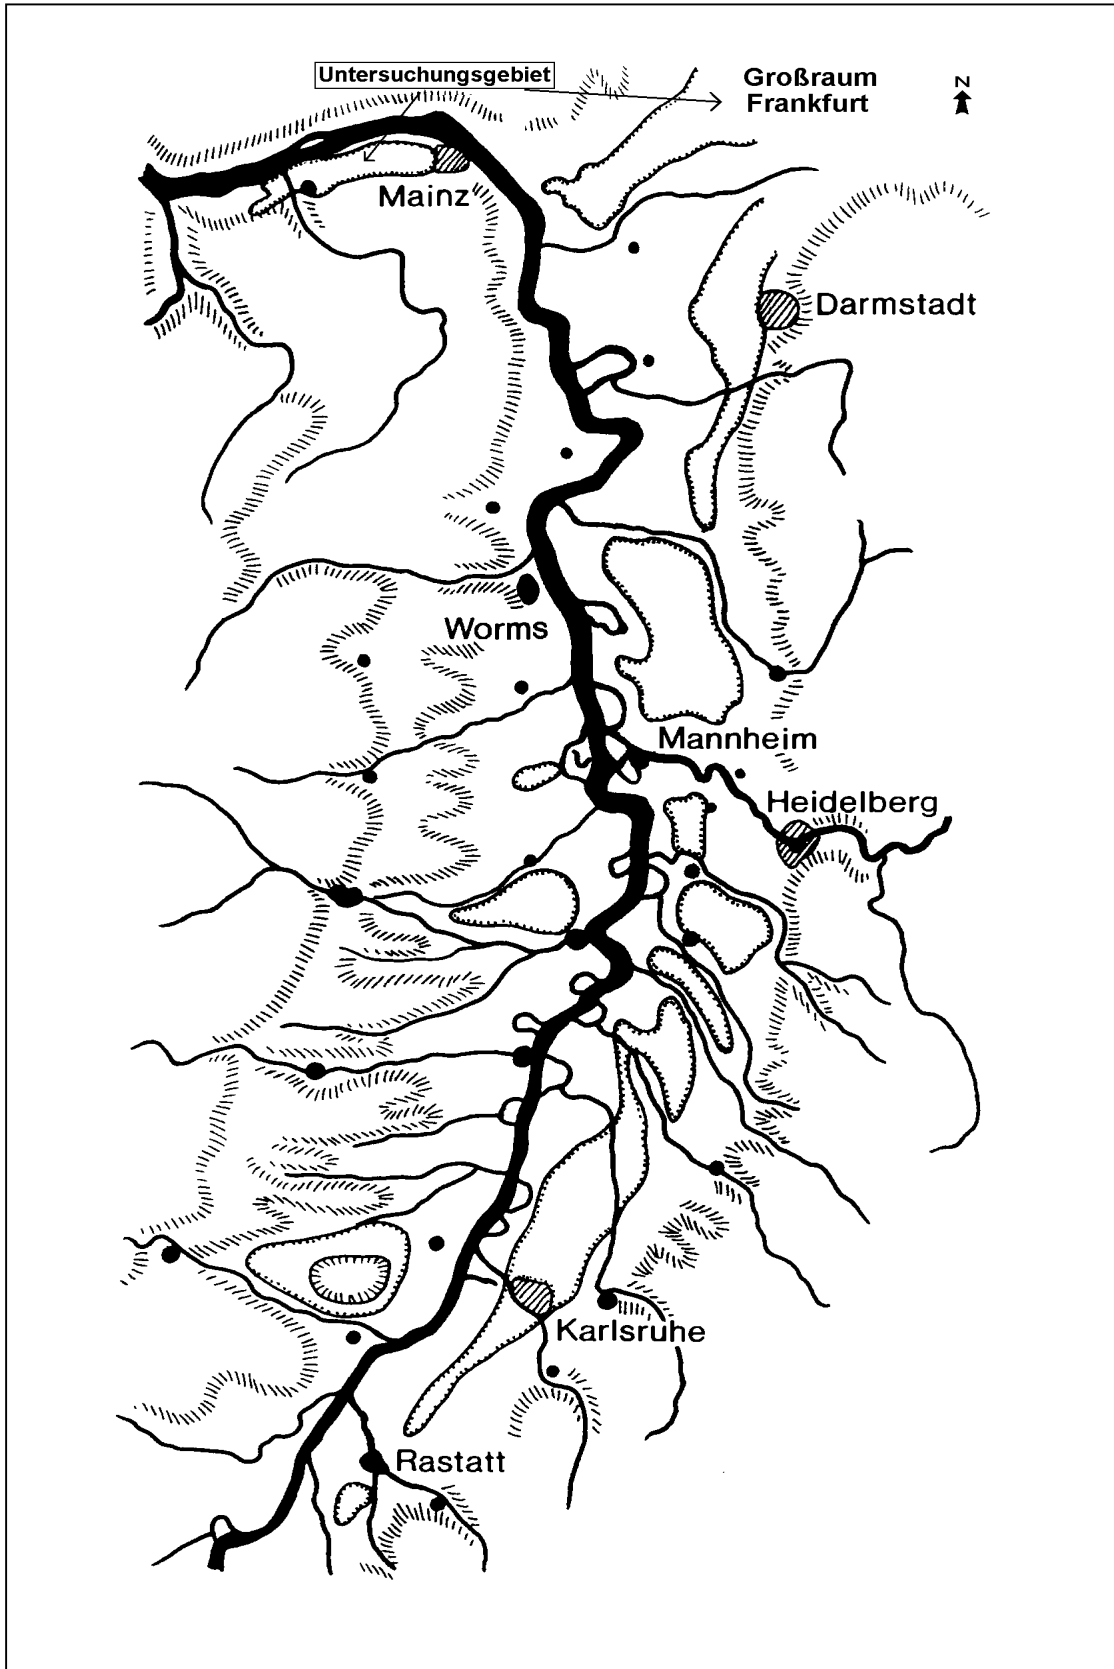 Untersuchungsgebiet
Großraum
Frankfurt
N
Mainz
Darmstadt
Worms
Mannheim
Heidelberg
Karlsruhe
Rastatt